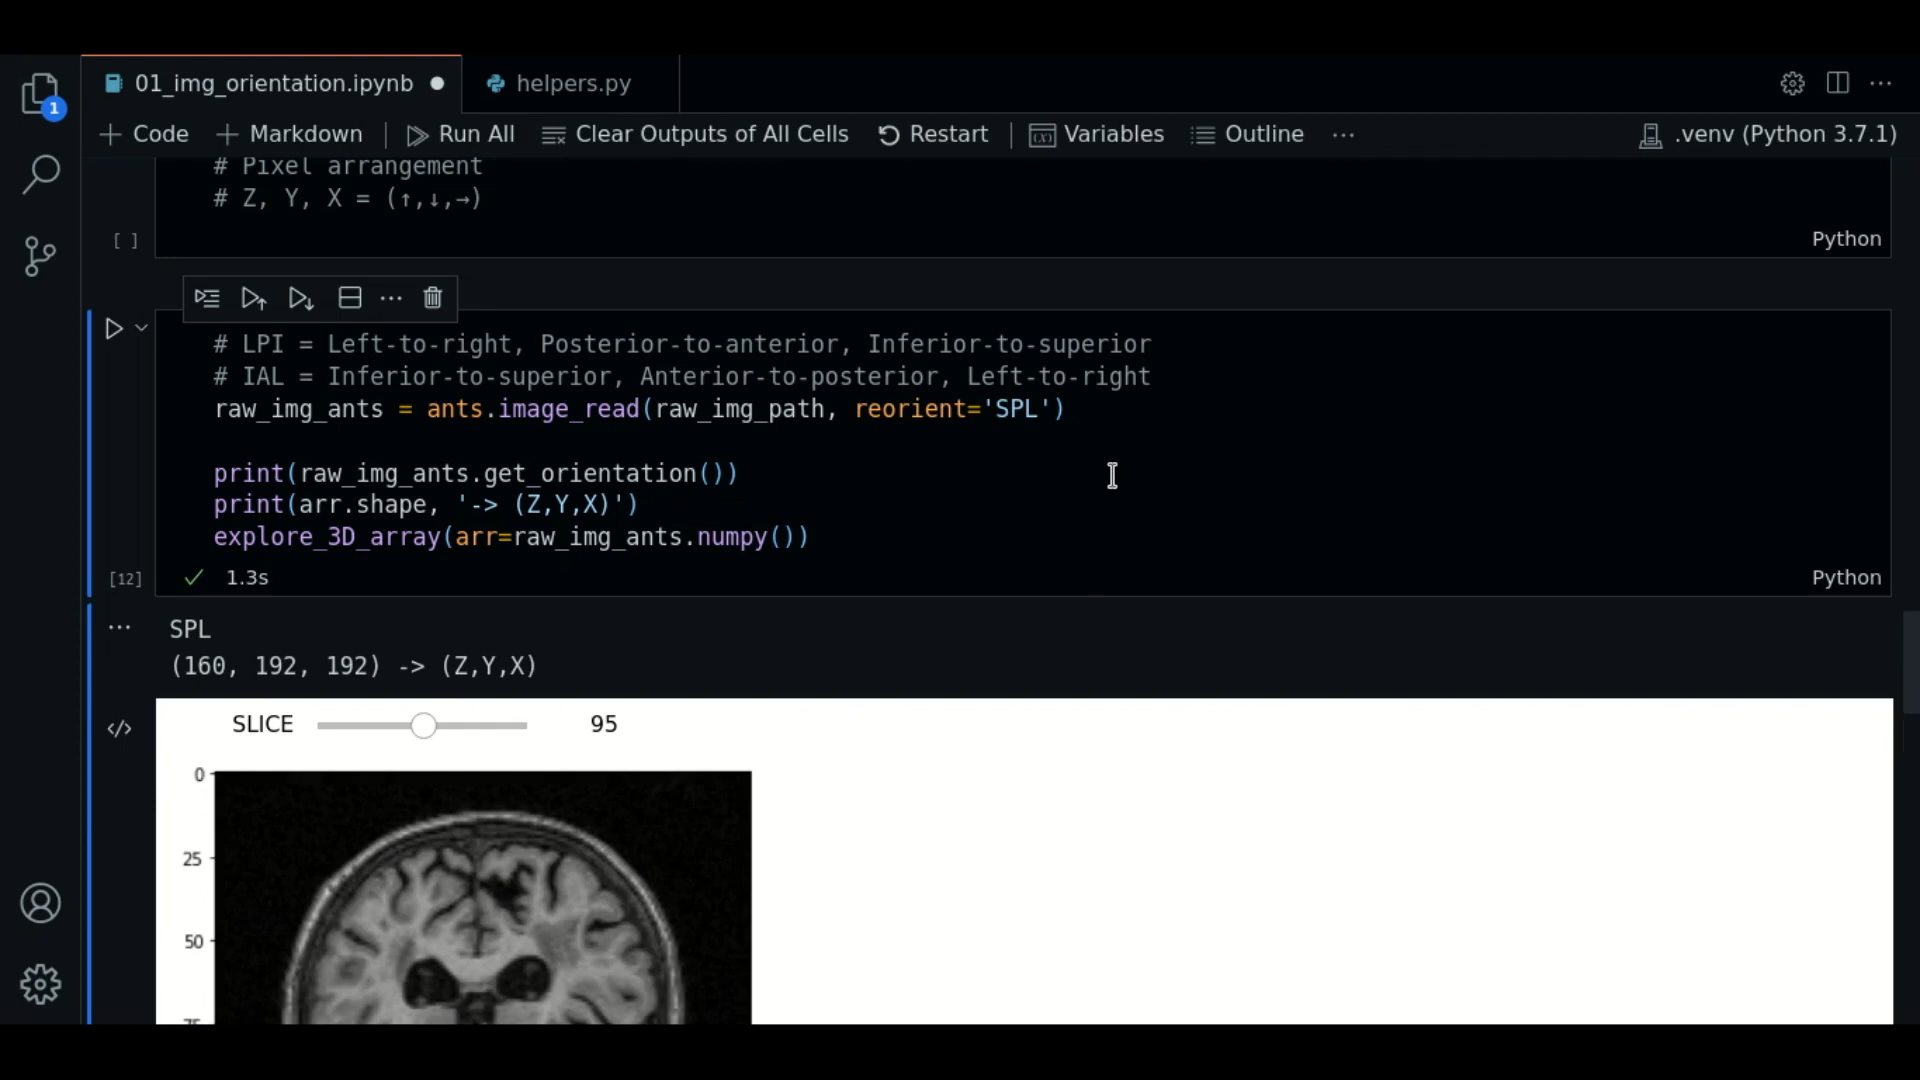 1
01_img_orientation.ipynb
helpers.py
Code
Markdown
Run All
Clear Outputs of All Cells
Restart
Variables
Outline
.venv (Python 3.7.1)
# Pixel arrangement
# Z, Y, X = (↑,↓,→)
[ ]
Python
# LPI = Left-to-right, Posterior-to-anterior, Inferior-to-superior
# IAL = Inferior-to-superior, Anterior-to-posterior, Left-to-right
raw_img_ants = ants.image_read(raw_img_path, reorient='SPL')
print(raw_img_ants.get_orientation())
print(arr.shape, '-> (Z,Y,X)')
explore_3D_array(arr=raw_img_ants.numpy())
[12]
1.3s
Python
SPL
(160, 192, 192) -> (Z,Y,X)
SLICE
95
0
25
50